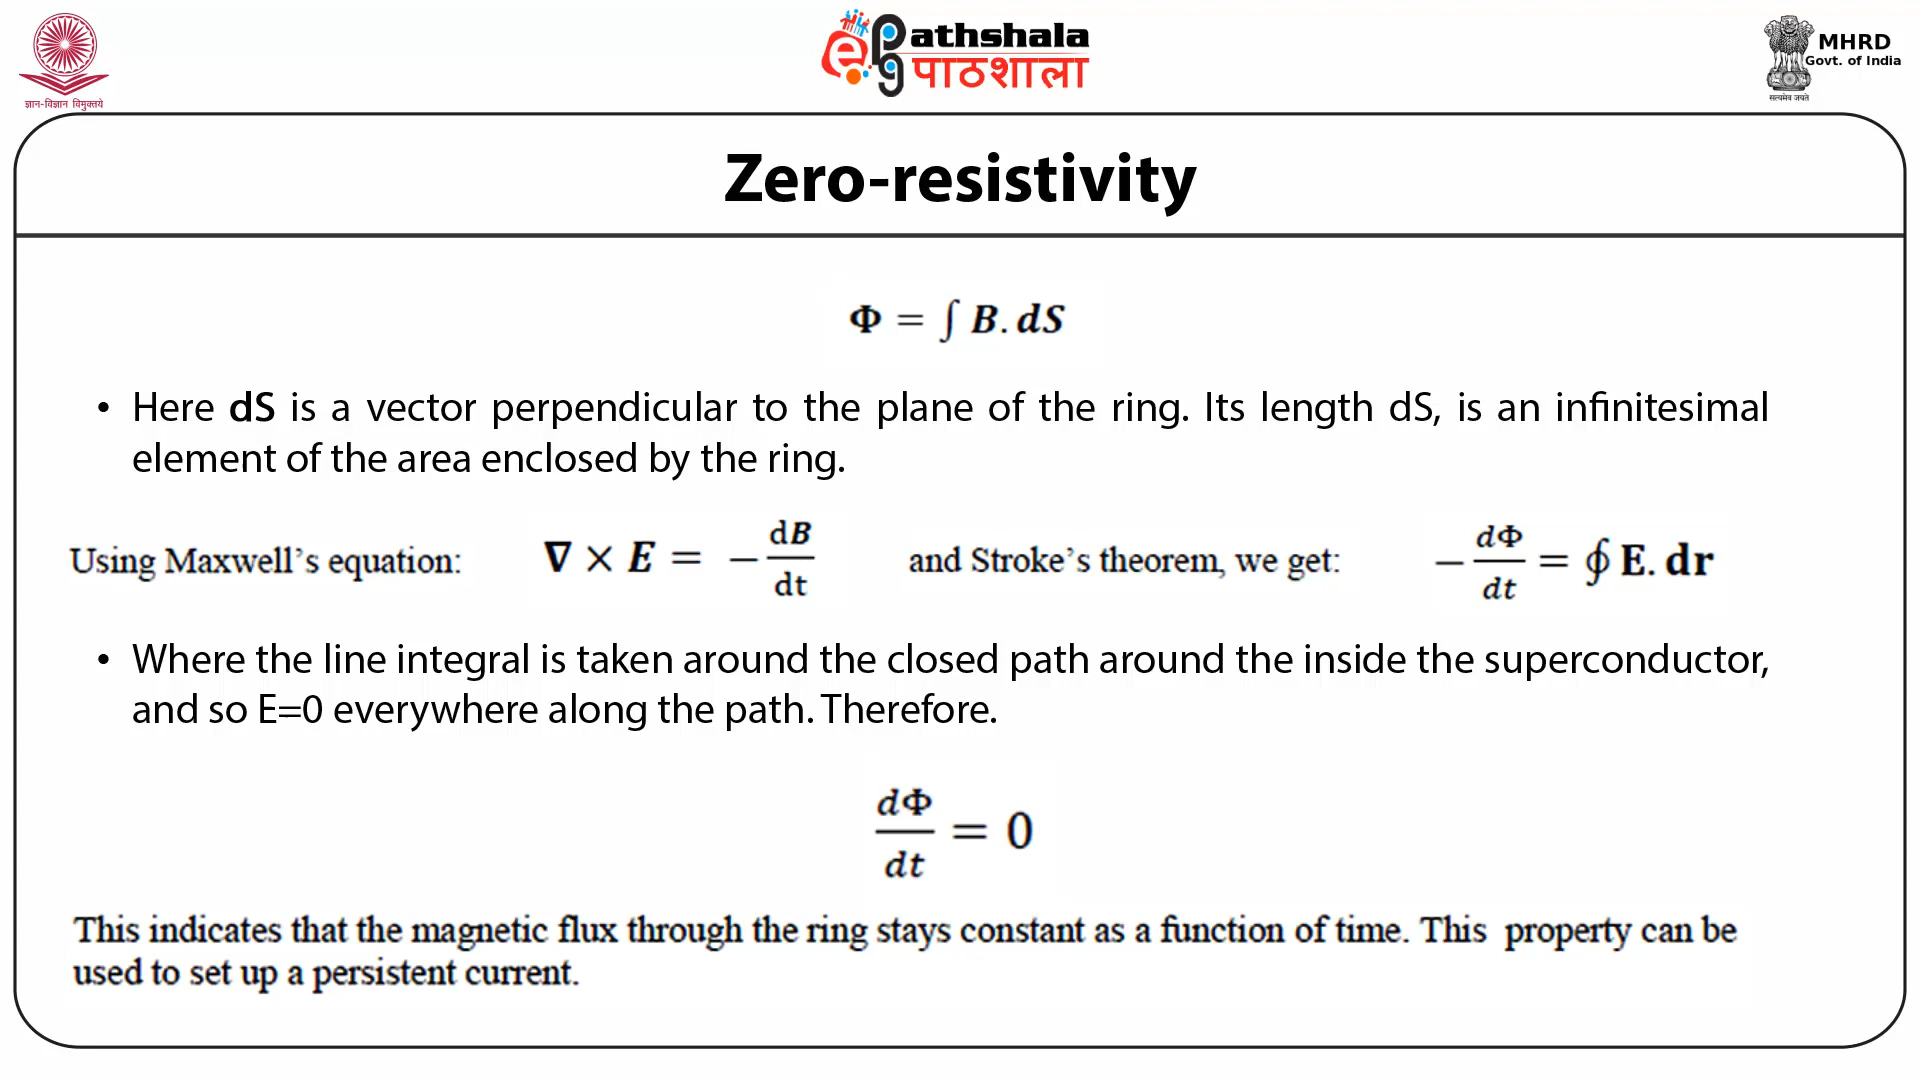 ज्ञान-विज्ञान विमुक्तये
ePG athshala
पाठशाला
MHRD
Govt. of India
सत्यमेव जयते
Zero-resistivity
Φ = ∫ B. dS
• Here dS is a vector perpendicular to the plane of the ring. Its length dS, is an infinitesimal
element of the area enclosed by the ring.
Using Maxwell's equation: ∇ × E = − dB/dt and Stroke's theorem, we get: − dΦ/dt = ∮ E. dr
• Where the line integral is taken around the closed path around the inside the superconductor,
and so E=0 everywhere along the path. Therefore.
dΦ/dt = 0
This indicates that the magnetic flux through the ring stays constant as a function of time. This property can be
used to set up a persistent current.